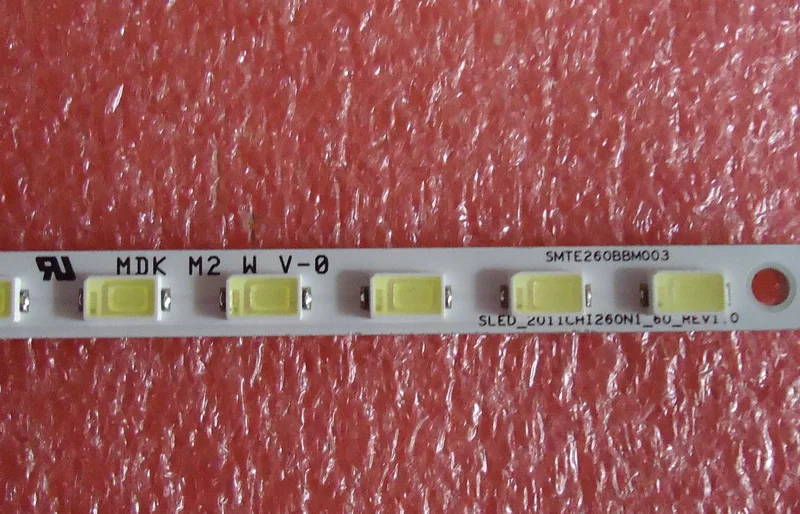 MDK M2 W V-0
SMTE260BBM003
SLED_2011CHI260N1_60_REV1.0